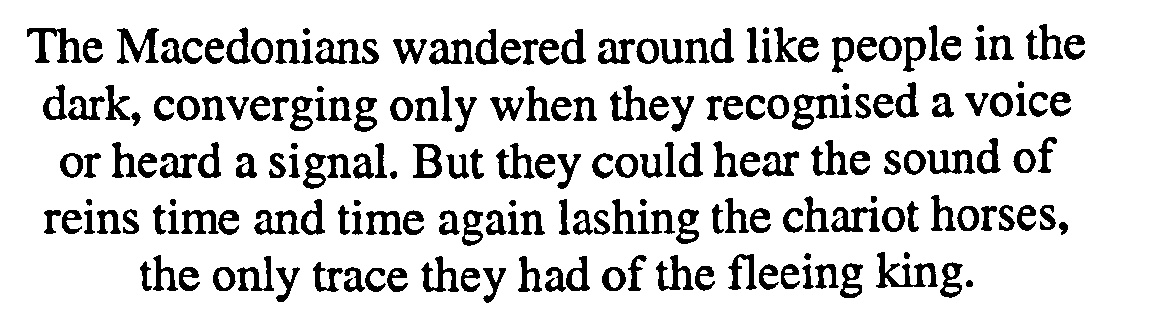 The Macedonians wandered around like people in the
dark, converging only when they recognised a voice
or heard a signal. But they could hear the sound of
reins time and time again lashing the chariot horses,
the only trace they had of the fleeing king.